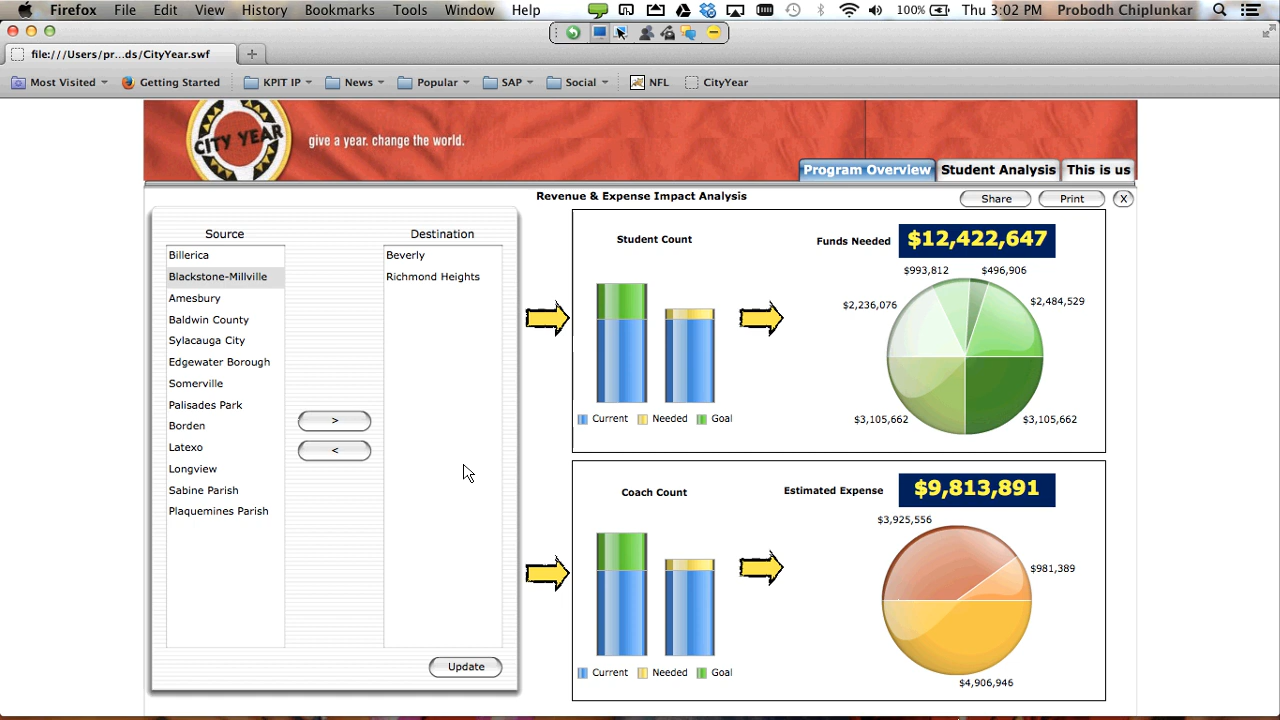 Firefox File Edit View History Bookmarks Tools Window Help 100% Thu 3:02 PM Probodh Chiplunkar
file:///Users/pr...ds/CityYear.swf
Most Visited Getting Started KPIT IP News Popular SAP Social NFL CityYear
CITY YEAR
give a year. change the world.
Program Overview Student Analysis This is us
Revenue & Expense Impact Analysis
Share Print X
Source
Billerica
Blackstone-Millville
Amesbury
Baldwin County
Sylacauga City
Edgewater Borough
Somerville
Palisades Park
Borden
Latexo
Longview
Sabine Parish
Plaquemines Parish
>
<
Destination
Beverly
Richmond Heights
Update
Student Count
Current Needed Goal
Funds Needed $12,422,647
$993,812 $496,906
$2,236,076 $2,484,529
$3,105,662 $3,105,662
Coach Count
Current Needed Goal
Estimated Expense $9,813,891
$3,925,556
$981,389
$4,906,946